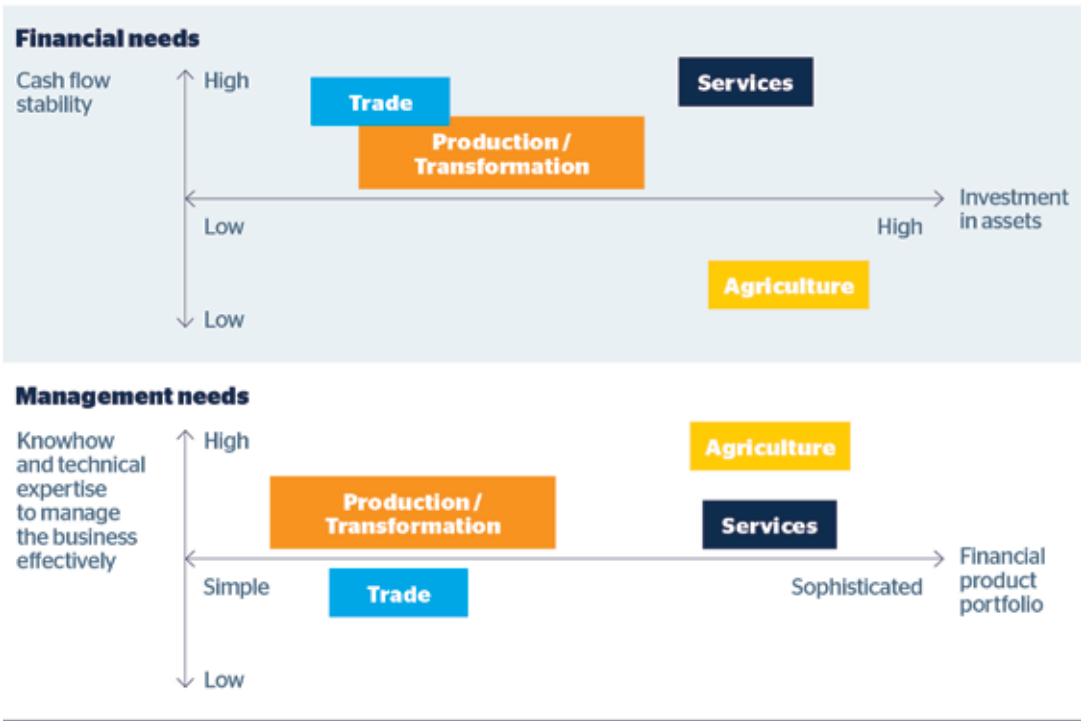 Financial needs
Cash flow
stability
High
Trade
Services
Production /
Transformation
Low
High
Investment
in assets
Agriculture
Low
Management needs
Knowhow
and technical
expertise
to manage
the business
effectively
High
Agriculture
Production /
Transformation
Services
Simple
Trade
Sophisticated
Financial
product
portfolio
Low